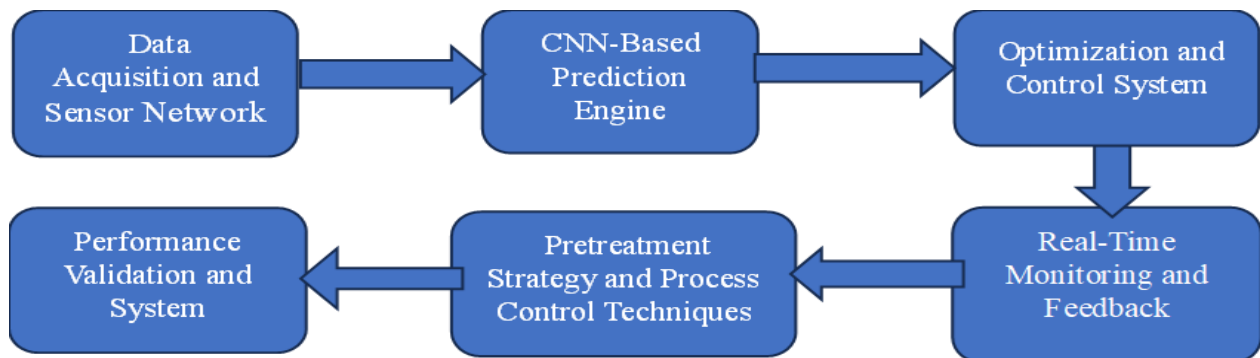 Data
Acquisition and
Sensor Network
CNN-Based
Prediction
Engine
Optimization and
Control System
Real-Time
Monitoring and
Feedback
Pretreatment
Strategy and Process
Control Techniques
Performance
Validation and
System